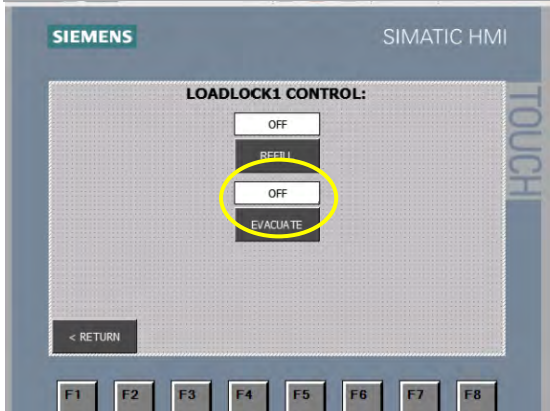 SIEMENS
SIMATIC HMI
TOUCH
LOADLOCK1 CONTROL:
OFF
REFILL
OFF
EVACUATE
< RETURN
F1 F2 F3 F4 F5 F6 F7 F8